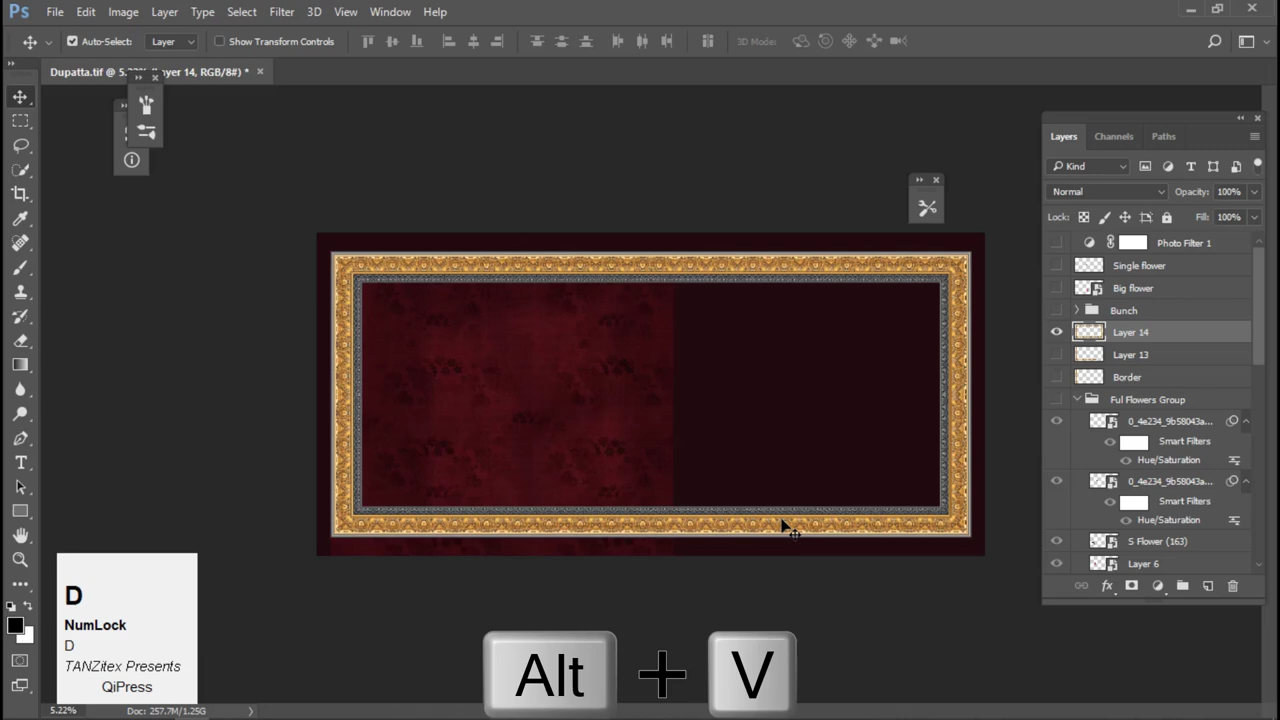 Ps File Edit Image Layer Type Select Filter 3D View Window Help
Auto-Select: Layer Show Transform Controls 3D Mode:
Dupatta.tif @ 5. yer 14, RGB/8#) *
Layers Channels Paths
Kind
Normal Opacity: 100%
Lock: Fill: 100%
Photo Filter 1
Single flower
Big flower
Bunch
Layer 14
Layer 13
Border
Ful Flowers Group
0_4e234_9b58043a...
Smart Filters
Hue/Saturation
0_4e234_9b58043a...
Smart Filters
Hue/Saturation
S Flower (163)
Layer 6
fx
D
NumLock
D
TANZitex Presents
QiPress
Alt + V
5.22% Doc: 257.7M/1.25G